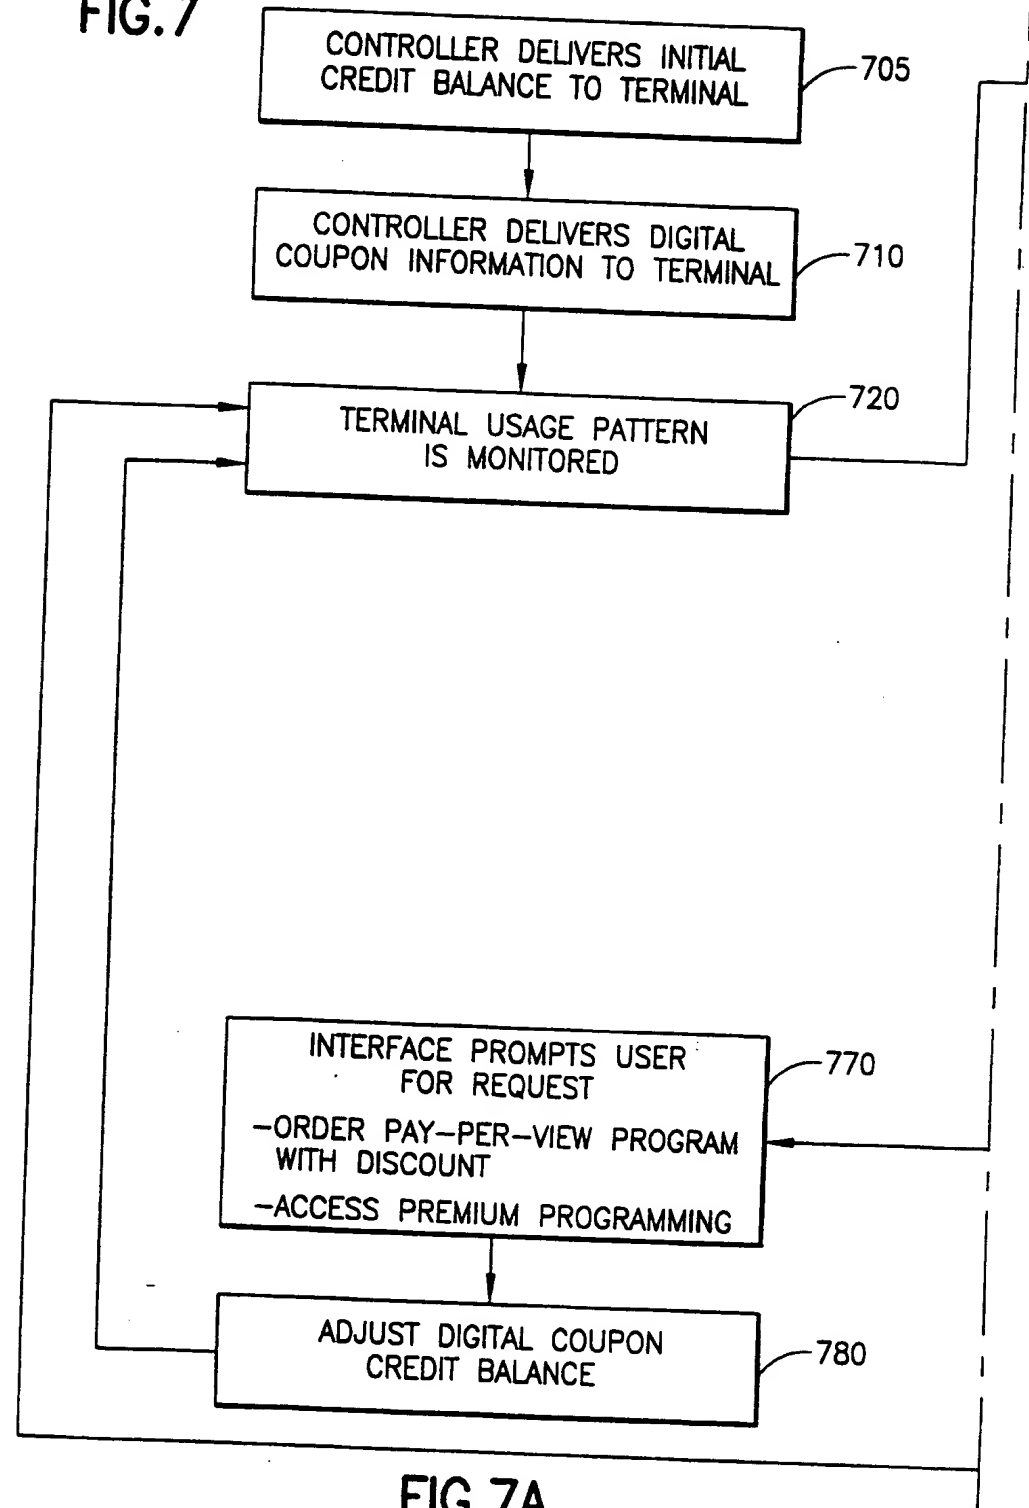 FIG.7
CONTROLLER DELIVERS INITIAL
CREDIT BALANCE TO TERMINAL
705
CONTROLLER DELIVERS DIGITAL
COUPON INFORMATION TO TERMINAL
710
TERMINAL USAGE PATTERN
IS MONITORED
720
INTERFACE PROMPTS USER
FOR REQUEST
-ORDER PAY-PER-VIEW PROGRAM
WITH DISCOUNT
-ACCESS PREMIUM PROGRAMMING
770
ADJUST DIGITAL COUPON
CREDIT BALANCE
780
FIG.7A